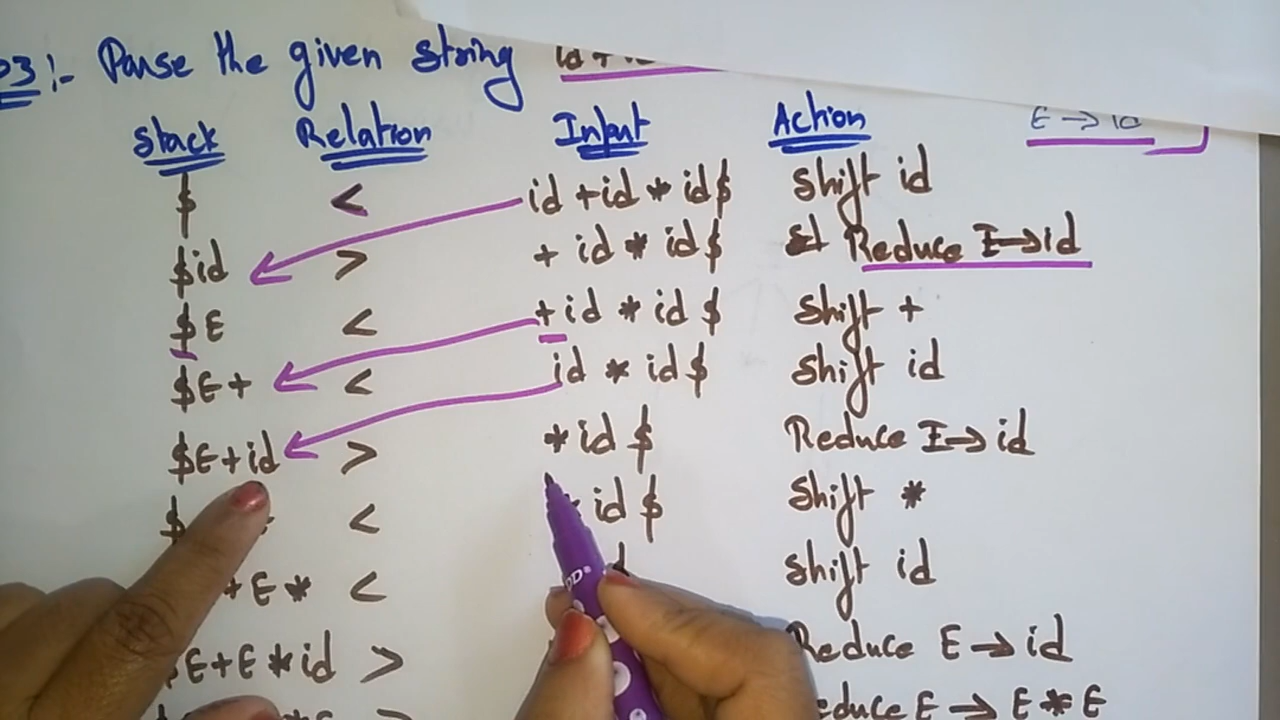 :- Parse the given string id + id
Stack Relation Input Action E → id
$ < id + id * id $ Shift id
$ id > + id * id $ Reduce E → id
$ E < + id * id $ Shift +
$ E + < id * id $ Shift id
$ E + id > * id $ Reduce E → id
$ < id $ Shift *
+ E * < Shift id
$ E + E * id > Reduce E → id
> Reduce E → E * E